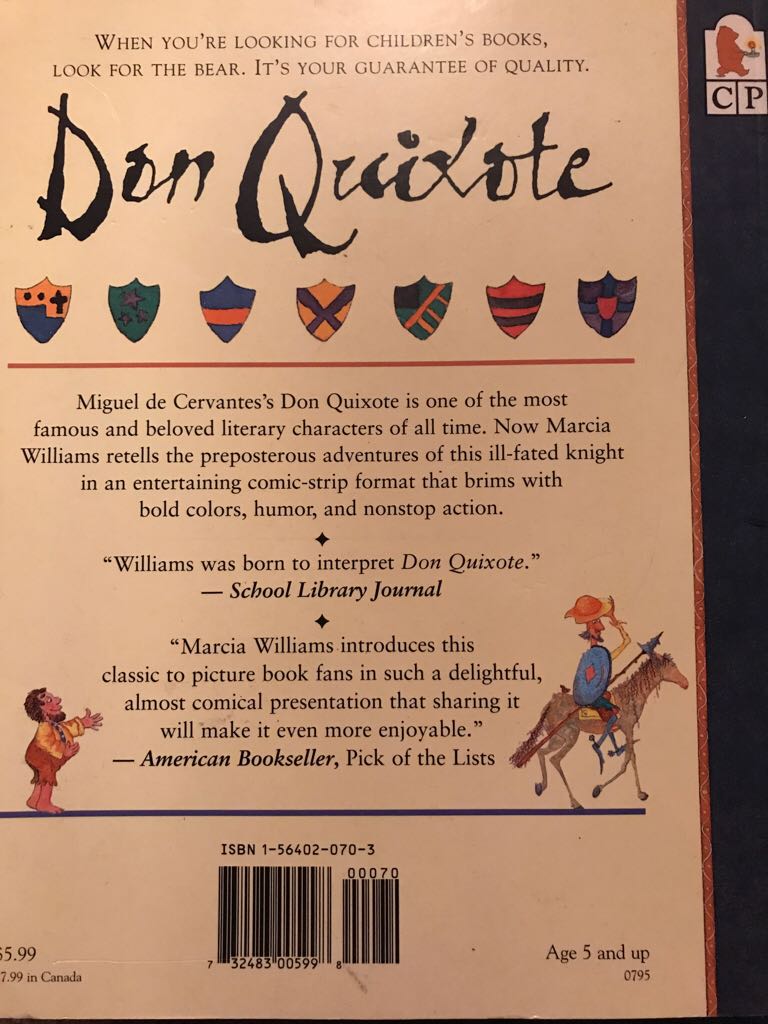 WHEN YOU'RE LOOKING FOR CHILDREN'S BOOKS,
LOOK FOR THE BEAR. IT'S YOUR GUARANTEE OF QUALITY.
C P
Don Quixote
Miguel de Cervantes's Don Quixote is one of the most
famous and beloved literary characters of all time. Now Marcia
Williams retells the preposterous adventures of this ill-fated knight
in an entertaining comic-strip format that brims with
bold colors, humor, and nonstop action.
"Williams was born to interpret Don Quixote."
— School Library Journal
"Marcia Williams introduces this
classic to picture book fans in such a delightful,
almost comical presentation that sharing it
will make it even more enjoyable."
— American Bookseller, Pick of the Lists
ISBN 1-56402-070-3
00070
7 32483 00599 8
$5.99
7.99 in Canada
Age 5 and up
0795